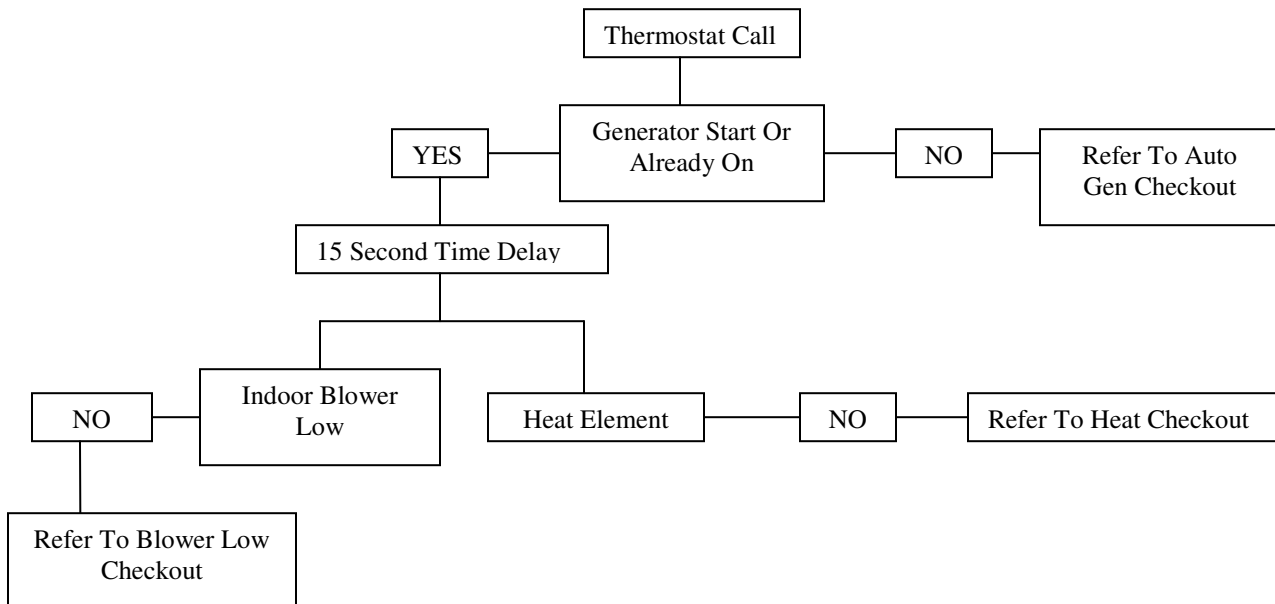 Thermostat Call
Generator Start Or
Already On
YES
NO
Refer To Auto
Gen Checkout
15 Second Time Delay
Indoor Blower
Low
NO
Heat Element
NO
Refer To Heat Checkout
Refer To Blower Low
Checkout